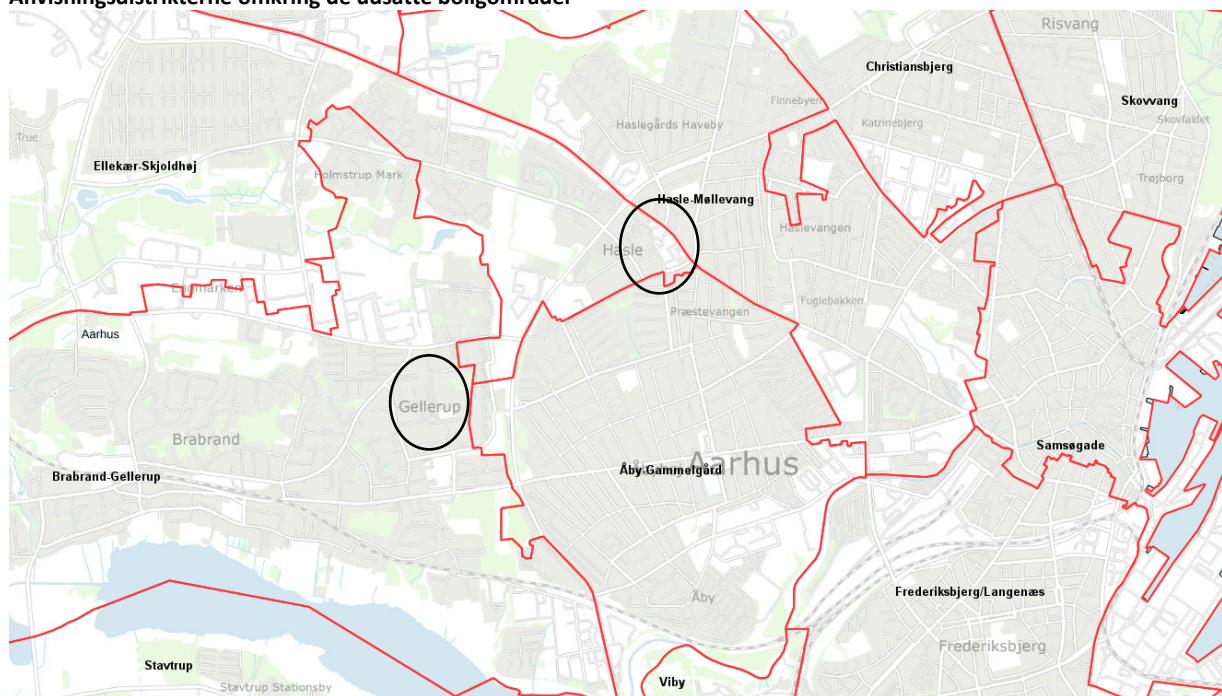 Anvisningsdistrikterne omkring de udsatte boligområder
Risvang
Christiansbjerg
Finnebyen
Skovvang
Skovfaldet
Haslegårds Haveby
Katrinebjerg
True
Ellekær-Skjoldhøj
Holmstrup Mark
Trøjborg
Hasle-Møllevang
Hasle
Haslevangen
Engmarken
Fuglebakken
Præstevangen
Aarhus
Gellerup
Brabrand
Samsøgade
Åby-Gammelgård
Aarhus
Brabrand-Gellerup
Frederiksbjerg/Langenæs
Åby
Frederiksbjerg
Stavtrup
Viby
Stavtrup Stationsby